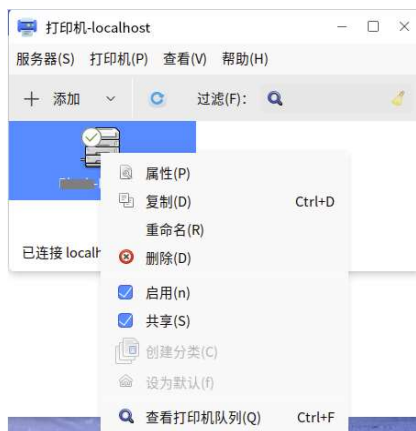 打印机-localhost
服务器(S) 打印机(P) 查看(V) 帮助(H)
添加 过滤(F):
属性(P)
复制(D) Ctrl+D
重命名(R)
已连接 localh
删除(D)
启用(n)
共享(S)
创建分类(C)
设为默认(f)
查看打印机队列(Q) Ctrl+F